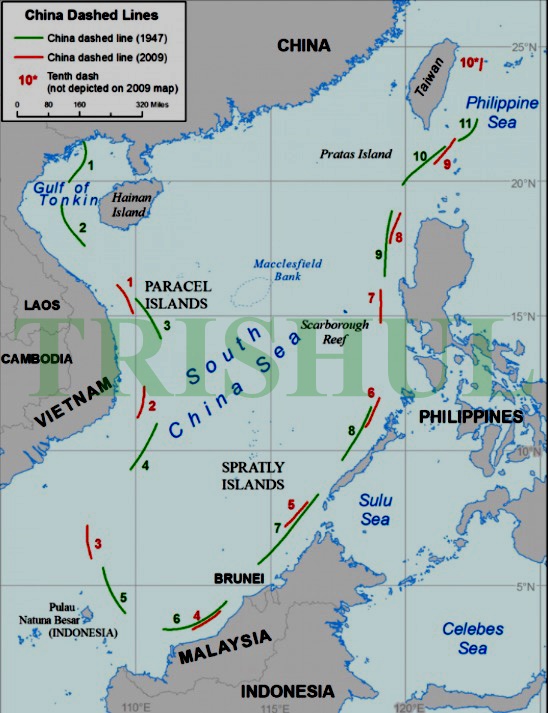 China Dashed Lines
China dashed line (1947)
China dashed line (2009)
10* Tenth dash
(not depicted on 2009 map)
0 80 160 320 Miles
CHINA
25°N
Taiwan
10*
Philippine
Sea
11
Pratas Island
10
9
1
Gulf of
Tonkin
Hainan
Island
20°N
2
8
9
Macclesfield
Bank
1
PARACEL
ISLANDS
7
LAOS
3
Scarborough
Reef
15°N
TRISHUL
South
China Sea
CAMBODIA
VIETNAM
2
6
PHILIPPINES
8
4
10°N
SPRATLY
ISLANDS
5
Sulu
Sea
7
3
BRUNEI
5°N
5
Pulau
Natuna Besar
(INDONESIA)
6
4
MALAYSIA
Celebes
Sea
INDONESIA
110°E
115°E
120°E